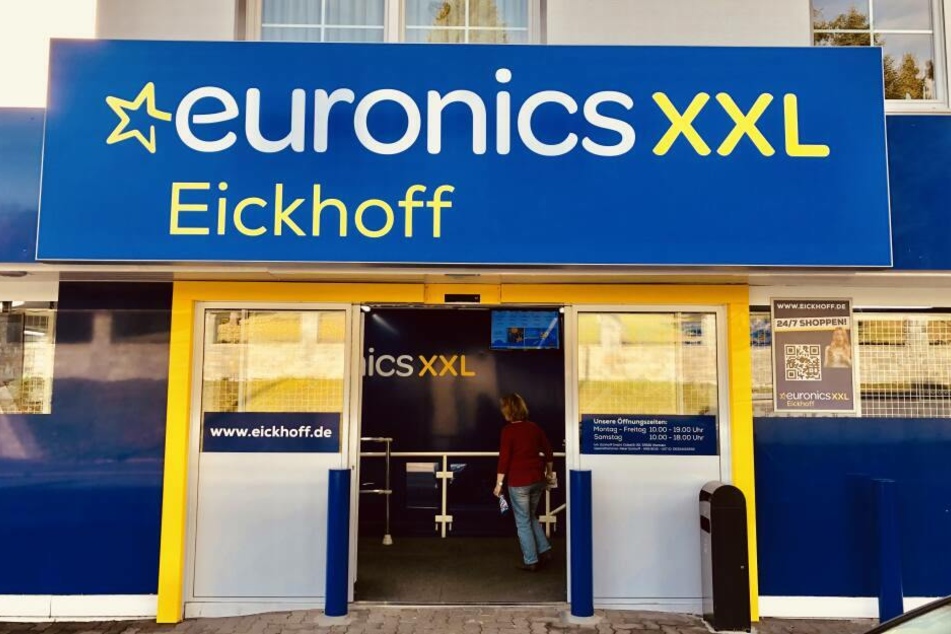 euronics XXL
Eickhoff
WWW.EICKHOFF.DE
24/7 SHOPPEN!
euronics XXL
Eickhoff
ics XXL
www.eickhoff.de
Unsere Öffnungszeiten:
Montag - Freitag 10.00 - 19.00 Uhr
Samstag 10.00 - 18.00 Uhr